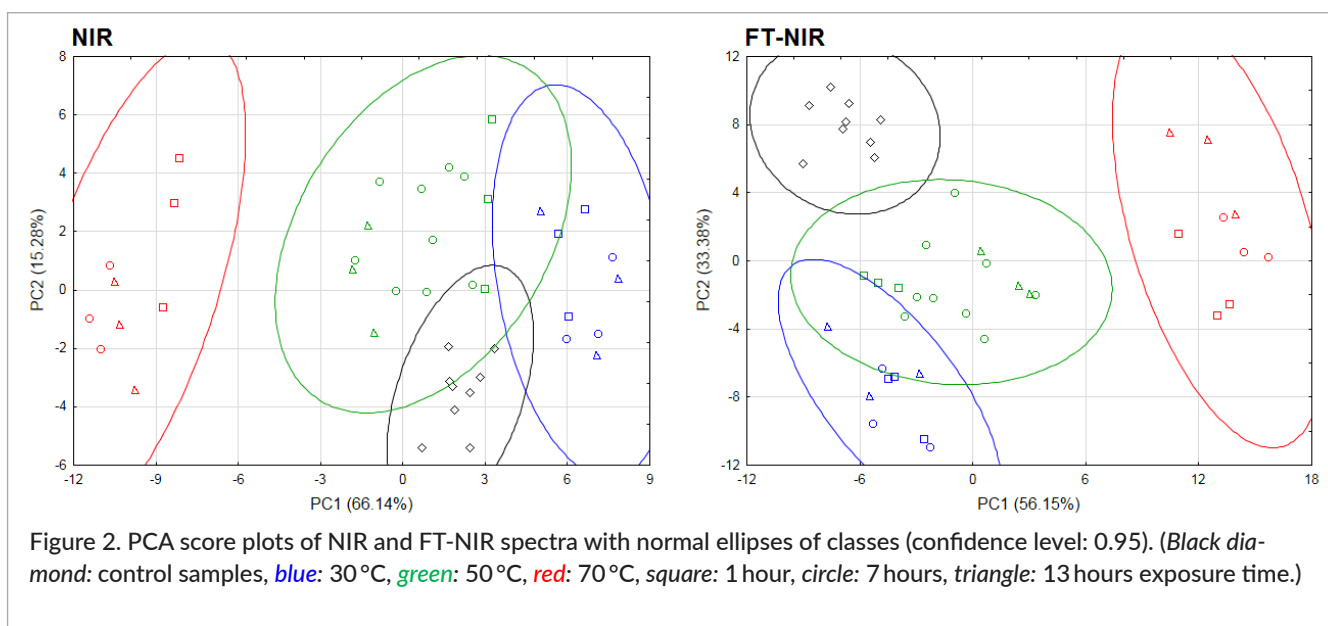 NIR
8
6
4
2
0
-2
-4
-6
PC2 (15.28%)
-12 -9 -6 -3 0 3 6 9
PC1 (66.14%)
FT-NIR
12
8
4
0
-4
-8
-12
PC2 (33.38%)
-12 -6 0 6 12 18
PC1 (56.15%)
Figure 2. PCA score plots of NIR and FT-NIR spectra with normal ellipses of classes (confidence level: 0.95). (Black dia-
mond: control samples, blue: 30 °C, green: 50 °C, red: 70 °C, square: 1 hour, circle: 7 hours, triangle: 13 hours exposure time.)